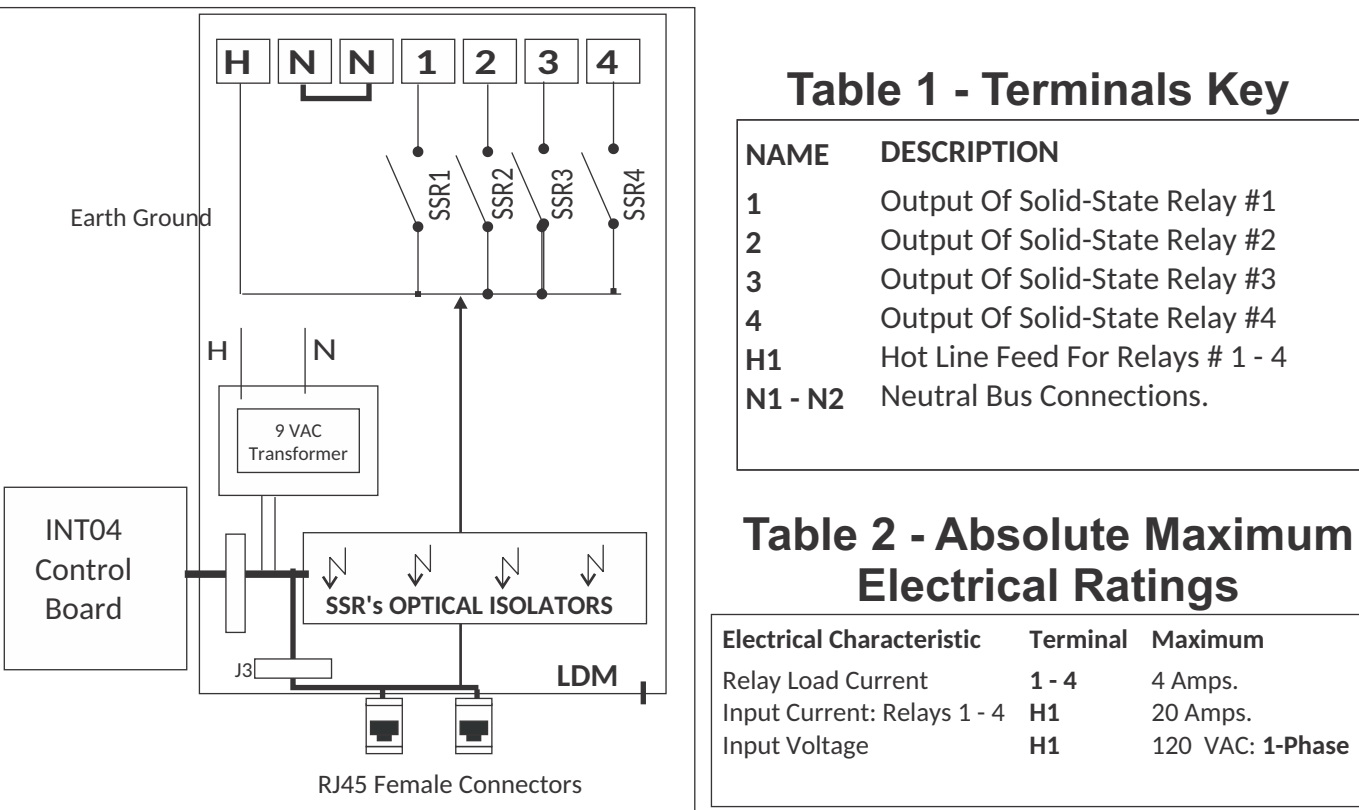 H N N 1 2 3 4
SSR1 SSR2 SSR3 SSR4
Earth Ground
H N
9 VAC
Transformer
INT04
Control
Board
SSR's OPTICAL ISOLATORS
J3
LDM
RJ45 Female Connectors
Table 1 - Terminals Key
NAME DESCRIPTION
1 Output Of Solid-State Relay #1
2 Output Of Solid-State Relay #2
3 Output Of Solid-State Relay #3
4 Output Of Solid-State Relay #4
H1 Hot Line Feed For Relays # 1 - 4
N1 - N2 Neutral Bus Connections.
Table 2 - Absolute Maximum
Electrical Ratings
Electrical Characteristic Terminal Maximum
Relay Load Current 1 - 4 4 Amps.
Input Current: Relays 1 - 4 H1 20 Amps.
Input Voltage H1 120 VAC: 1-Phase